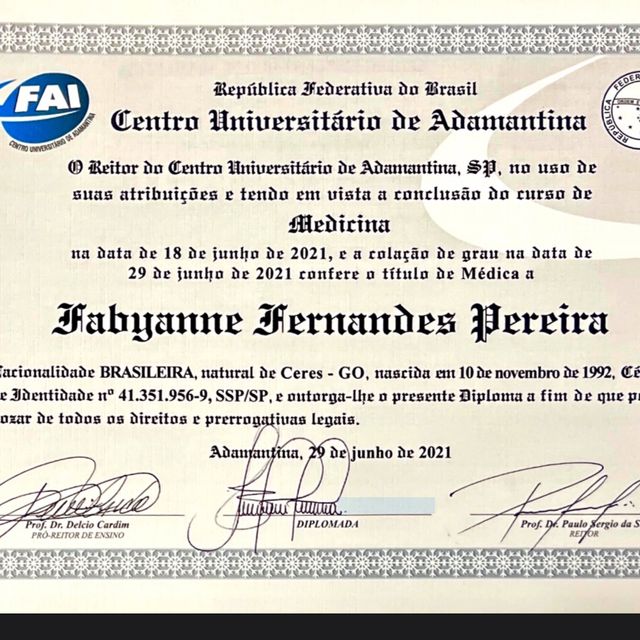 FAI
CENTRO UNIVERSITÁRIO DE ADAMANTINA
República Federativa do Brasil
Centro Universitário de Adamantina
O Reitor do Centro Universitário de Adamantina, SP, no uso de
suas atribuições e tendo em vista a conclusão do curso de
Medicina
na data de 18 de junho de 2021, e a colação de grau na data de
29 de junho de 2021 confere o título de Médica a
Fabyanne Fernandes Pereira
acionalidade BRASILEIRA, natural de Ceres - GO, nascida em 10 de novembro de 1992, Cé
e Identidade nº 41.351.956-9, SSP/SP, e outorga-lhe o presente Diploma a fim de que p
ozar de todos os direitos e prerrogativas legais.
Adamantina, 29 de junho de 2021
Prof. Dr. Delcio Cardim
PRÓ-REITOR DE ENSINO
DIPLOMADA
Prof. Dr. Paulo Sergio da S
REITOR